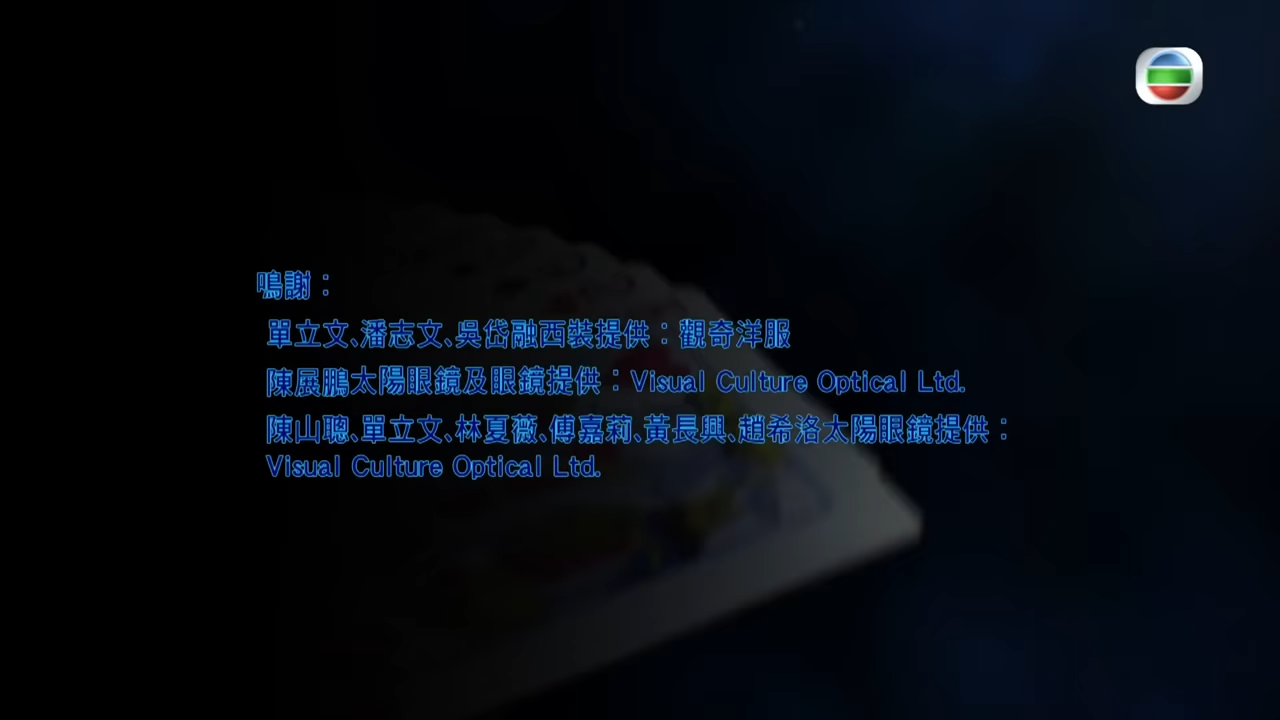 鳴謝：
單立文、潘志文、吳岱融西裝提供：觀奇洋服
陳展鵬太陽眼鏡及眼鏡提供：Visual Culture Optical Ltd.
陳山聰、單立文、林夏薇、傅嘉莉、黃長興、趙希洛太陽眼鏡提供：
Visual Culture Optical Ltd.